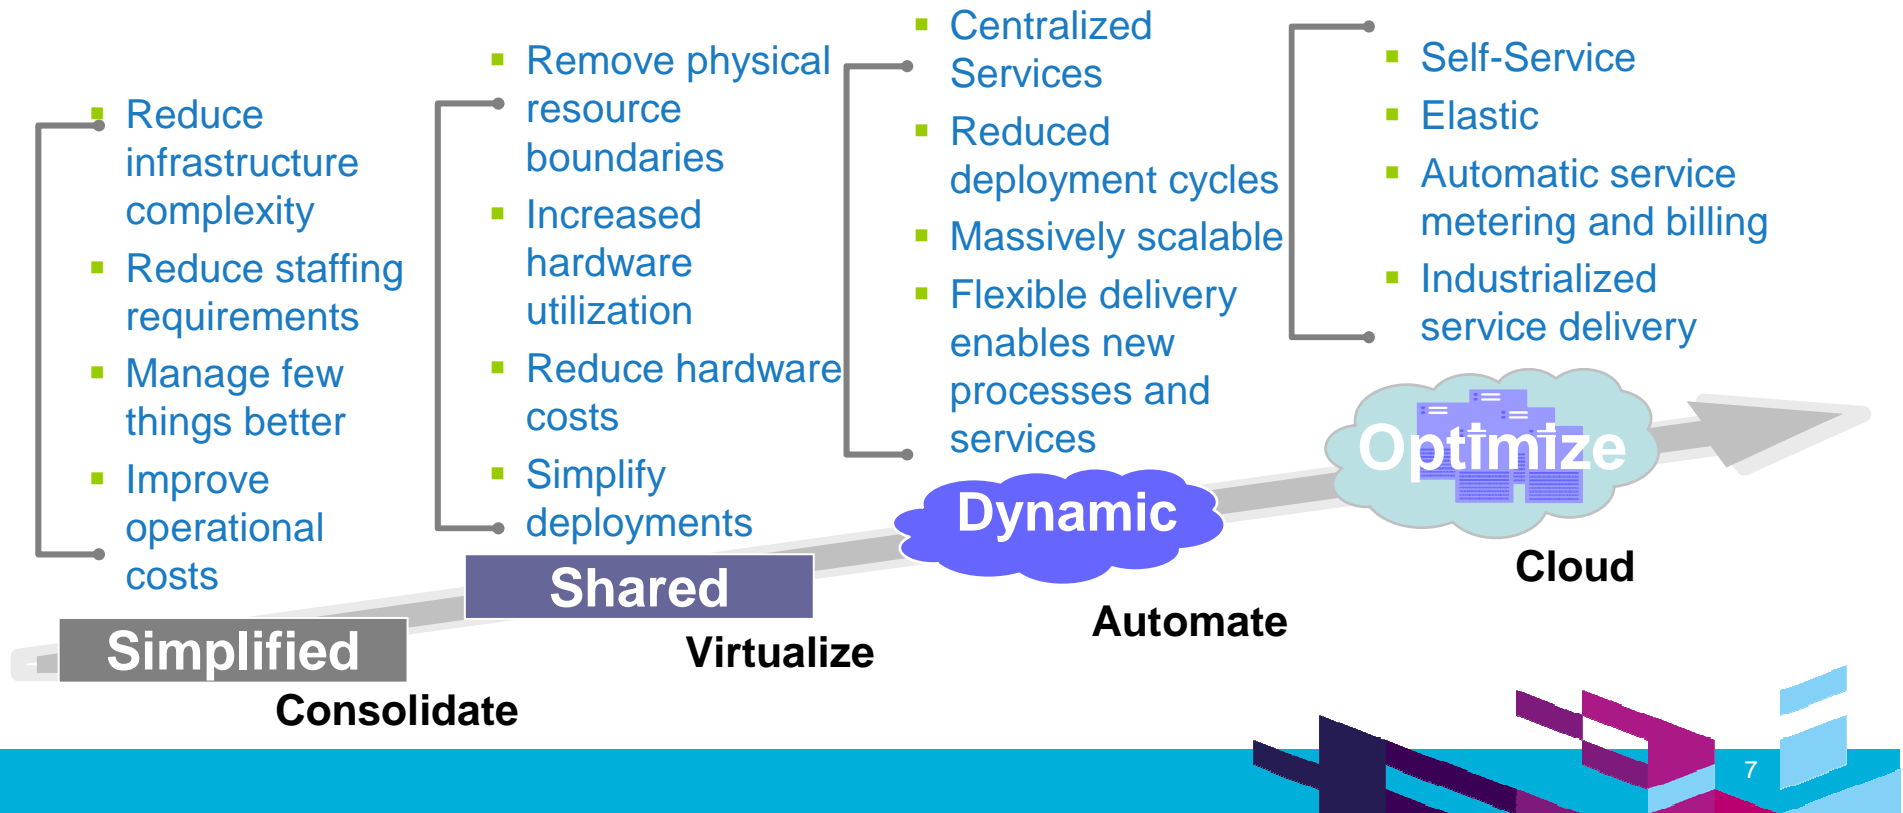 Reduce
infrastructure
complexity
Reduce staffing
requirements
Manage few
things better
Improve
operational
costs
Simplified
Consolidate
Remove physical
resource
boundaries
Increased
hardware
utilization
Reduce hardware
costs
Simplify
deployments
Shared
Virtualize
Centralized
Services
Reduced
deployment cycles
Massively scalable
Flexible delivery
enables new
processes and
services
Dynamic
Automate
Self-Service
Elastic
Automatic service
metering and billing
Industrialized
service delivery
Optimize
Cloud
7